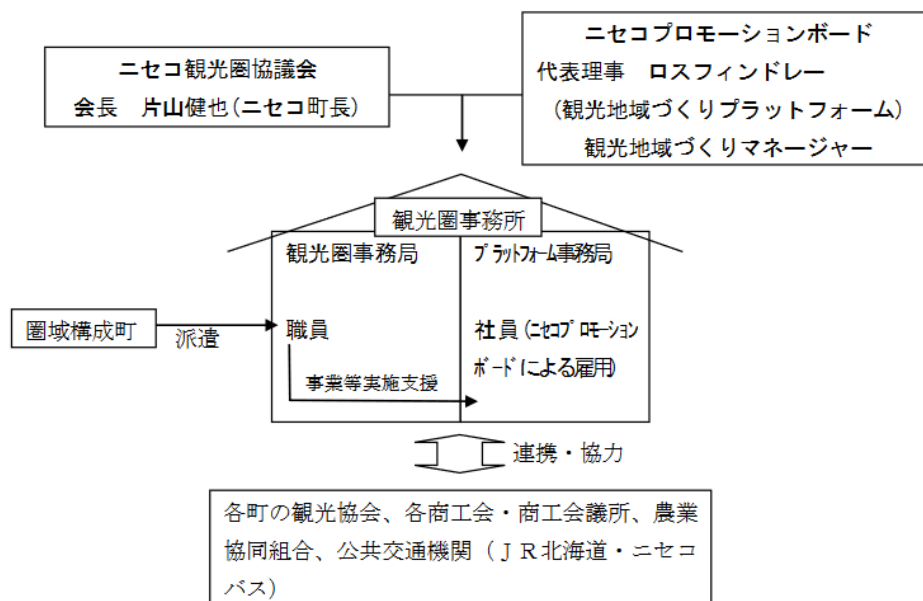 ニセコ観光圏協議会
会長　片山健也(ニセコ町長)
ニセコプロモーションボード
代表理事　ロスフィンドレー
(観光地域づくりプラットフォーム)
観光地域づくりマネージャー
観光圏事務所
観光圏事務局
プラットフォーム事務局
圏域構成町
派遣
職員
社員(ニセコプロモーション
ボードによる雇用)
事業等実施支援
連携・協力
各町の観光協会、各商工会・商工会議所、農業
協同組合、公共交通機関（ＪＲ北海道・ニセコ
バス）